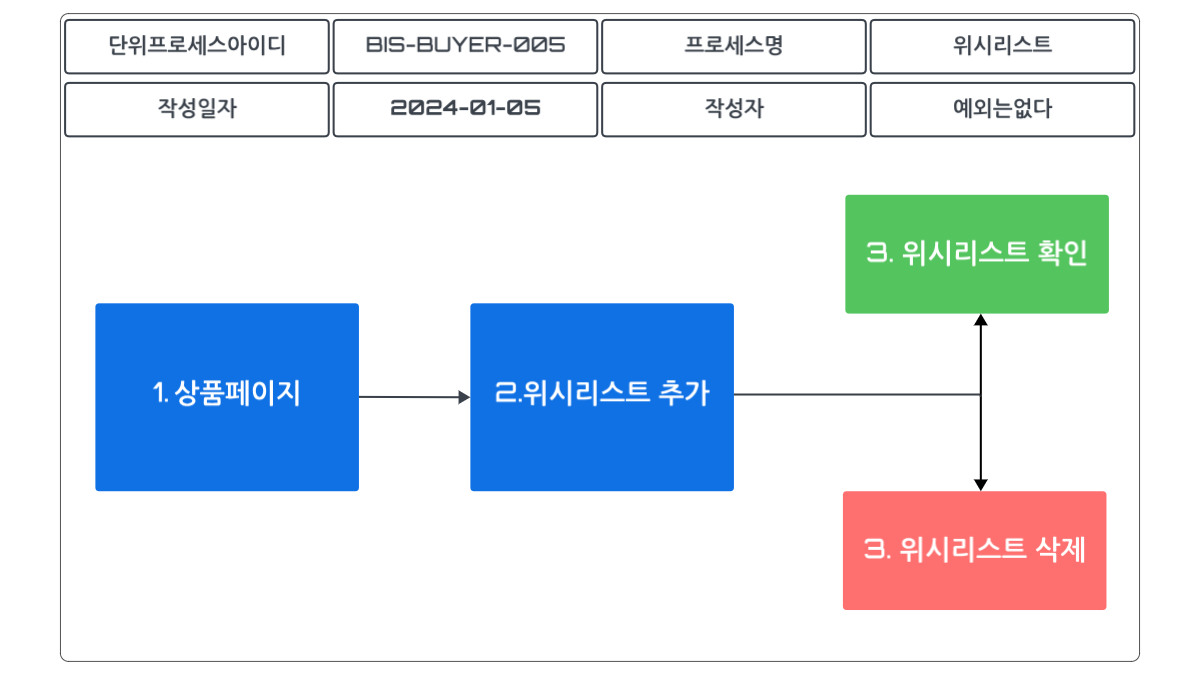 단위프로세스아이디
BIS-BUYER-005
프로세스명
위시리스트
작성일자
2024-01-05
작성자
예외는없다
3. 위시리스트 확인
1. 상품페이지
2.위시리스트 추가
3. 위시리스트 삭제